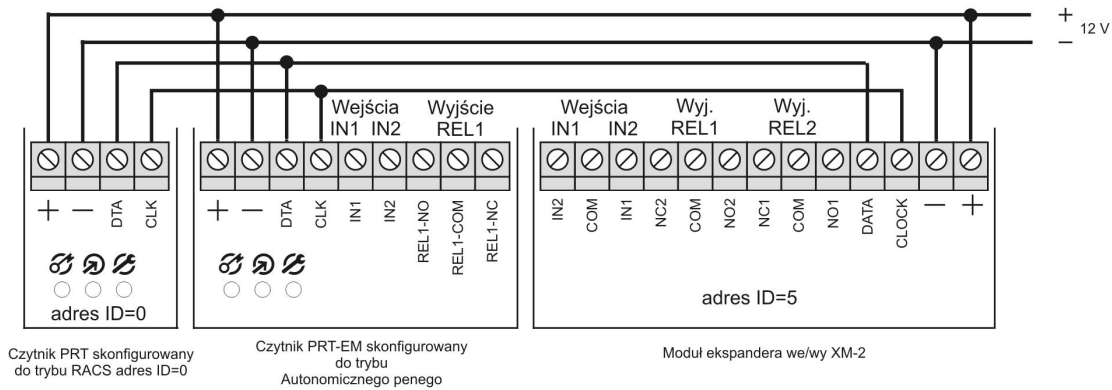 +
12 V
−
Wejścia
IN1 IN2
Wyjście
REL1
Wejścia
IN1 IN2
Wyj.
REL1
Wyj.
REL2
+ − DTA CLK
+ − DTA CLK IN1 IN2 REL1-NO REL1-COM REL1-NC
IN2 COM IN1 NC2 COM NO2 NC1 COM NO1 DATA CLOCK − +
adres ID=0
adres ID=5
Czytnik PRT skonfigurowany
do trybu RACS adres ID=0
Czytnik PRT-EM skonfigurowany
do trybu
Autonomicznego penego
Moduł ekspandera we/wy XM-2